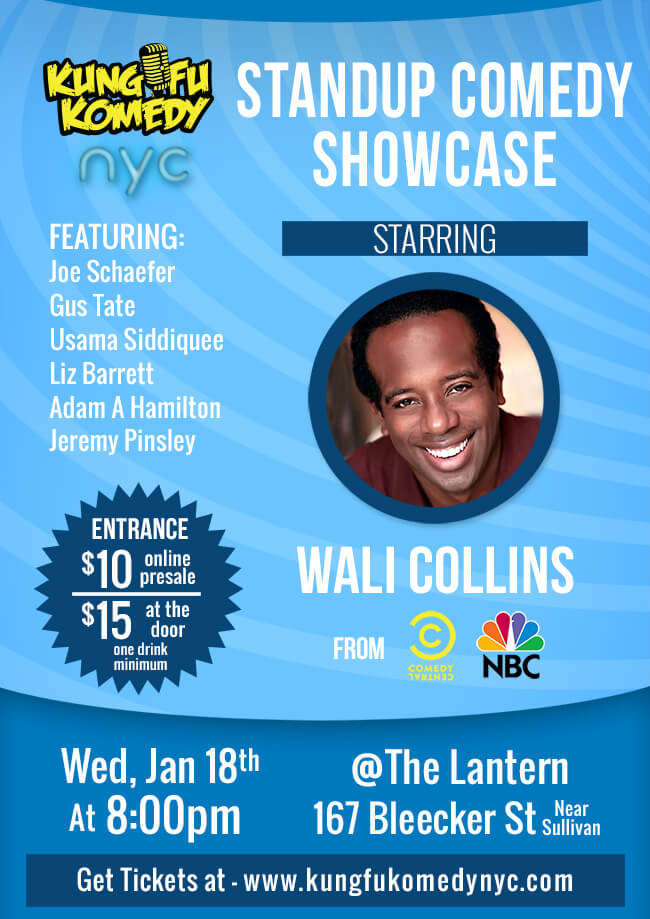 KUNG FU
KOMEDY
nyc
STANDUP COMEDY
SHOWCASE
FEATURING:
Joe Schaefer
Gus Tate
Usama Siddiquee
Liz Barrett
Adam A Hamilton
Jeremy Pinsley
STARRING
WALI COLLINS
FROM
COMEDY
CENTRAL
NBC
ENTRANCE
$10 online
presale
$15 at the
door
one drink
minimum
Wed, Jan 18th
At 8:00pm
@The Lantern
167 Bleecker St Near
Sullivan
Get Tickets at - www.kungfukomedynyc.com